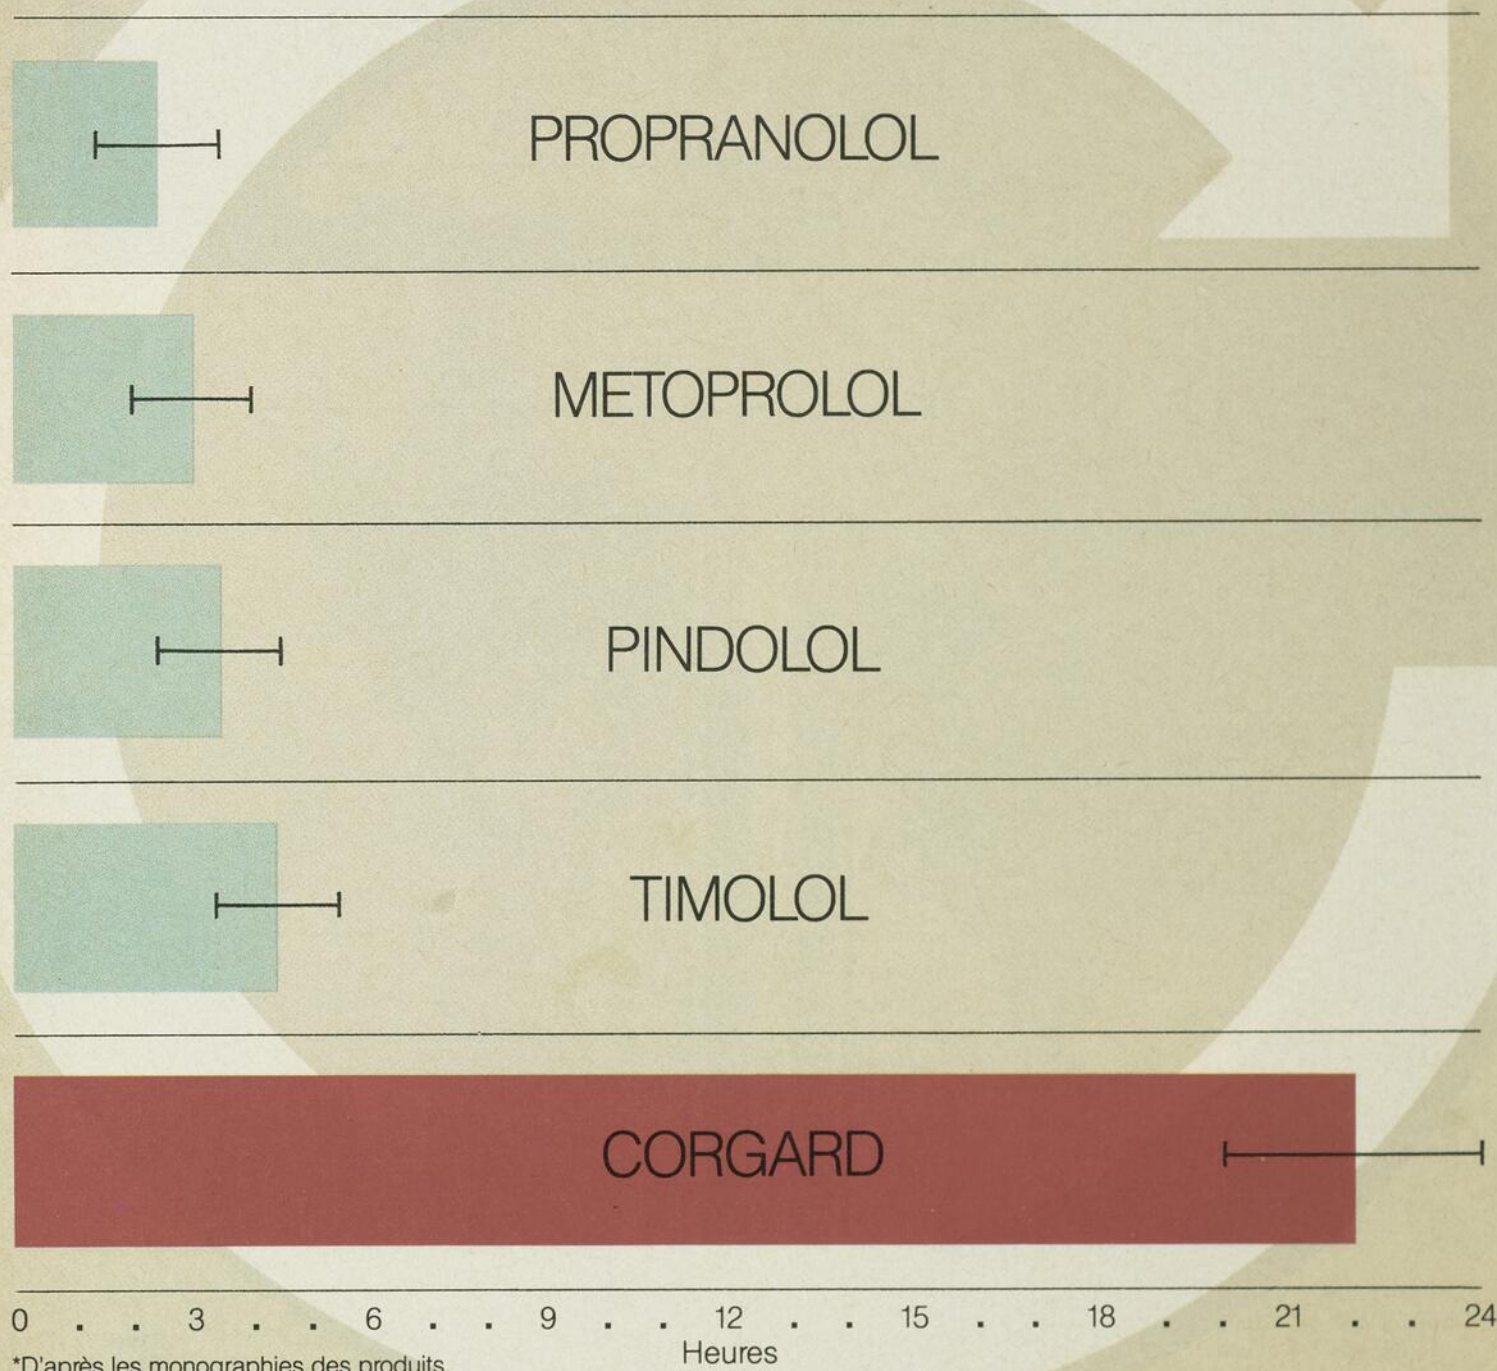 PROPRANOLOL
METOPROLOL
PINDOLOL
TIMOLOL
CORGARD
0 . . 3 . . 6 . . 9 . . 12 . . 15 . . 18 . . 21 . . 24
Heures
*D'après les monographies des produits.